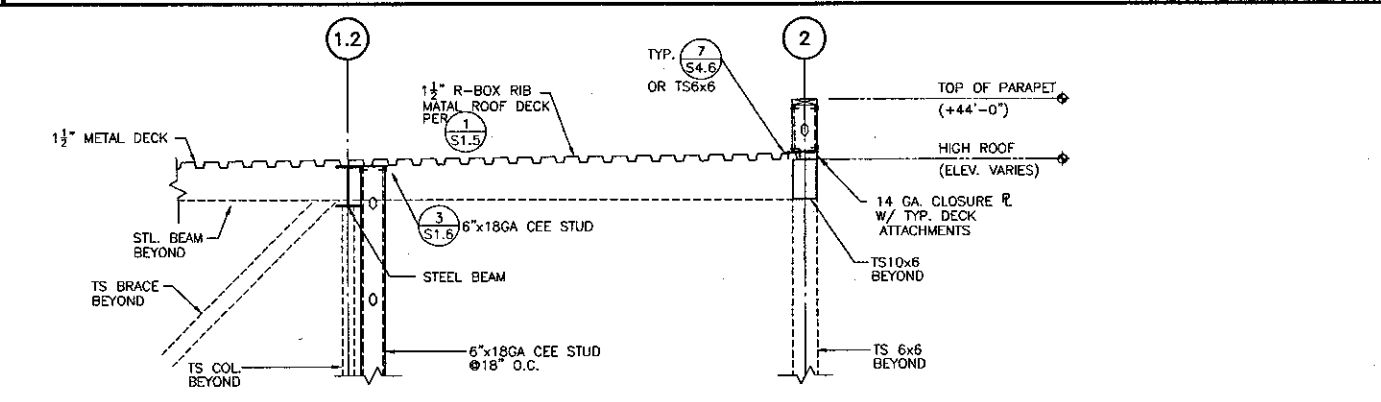 1.2
2
TYP. 7
S4.6
OR TS6x6
1½" R-BOX RIB
MATAL ROOF DECK
PER 1
S1.5
1½" METAL DECK
TOP OF PARAPET
(+44'-0")
HIGH ROOF
(ELEV. VARIES)
14 GA. CLOSURE ℞
W/ TYP. DECK
ATTACHMENTS
3
S1.6
6"x18GA CEE STUD
STL. BEAM
BEYOND
STEEL BEAM
TS10x6
BEYOND
TS BRACE
BEYOND
6"x18GA CEE STUD
@18" O.C.
TS COL.
BEYOND
TS 6x6
BEYOND